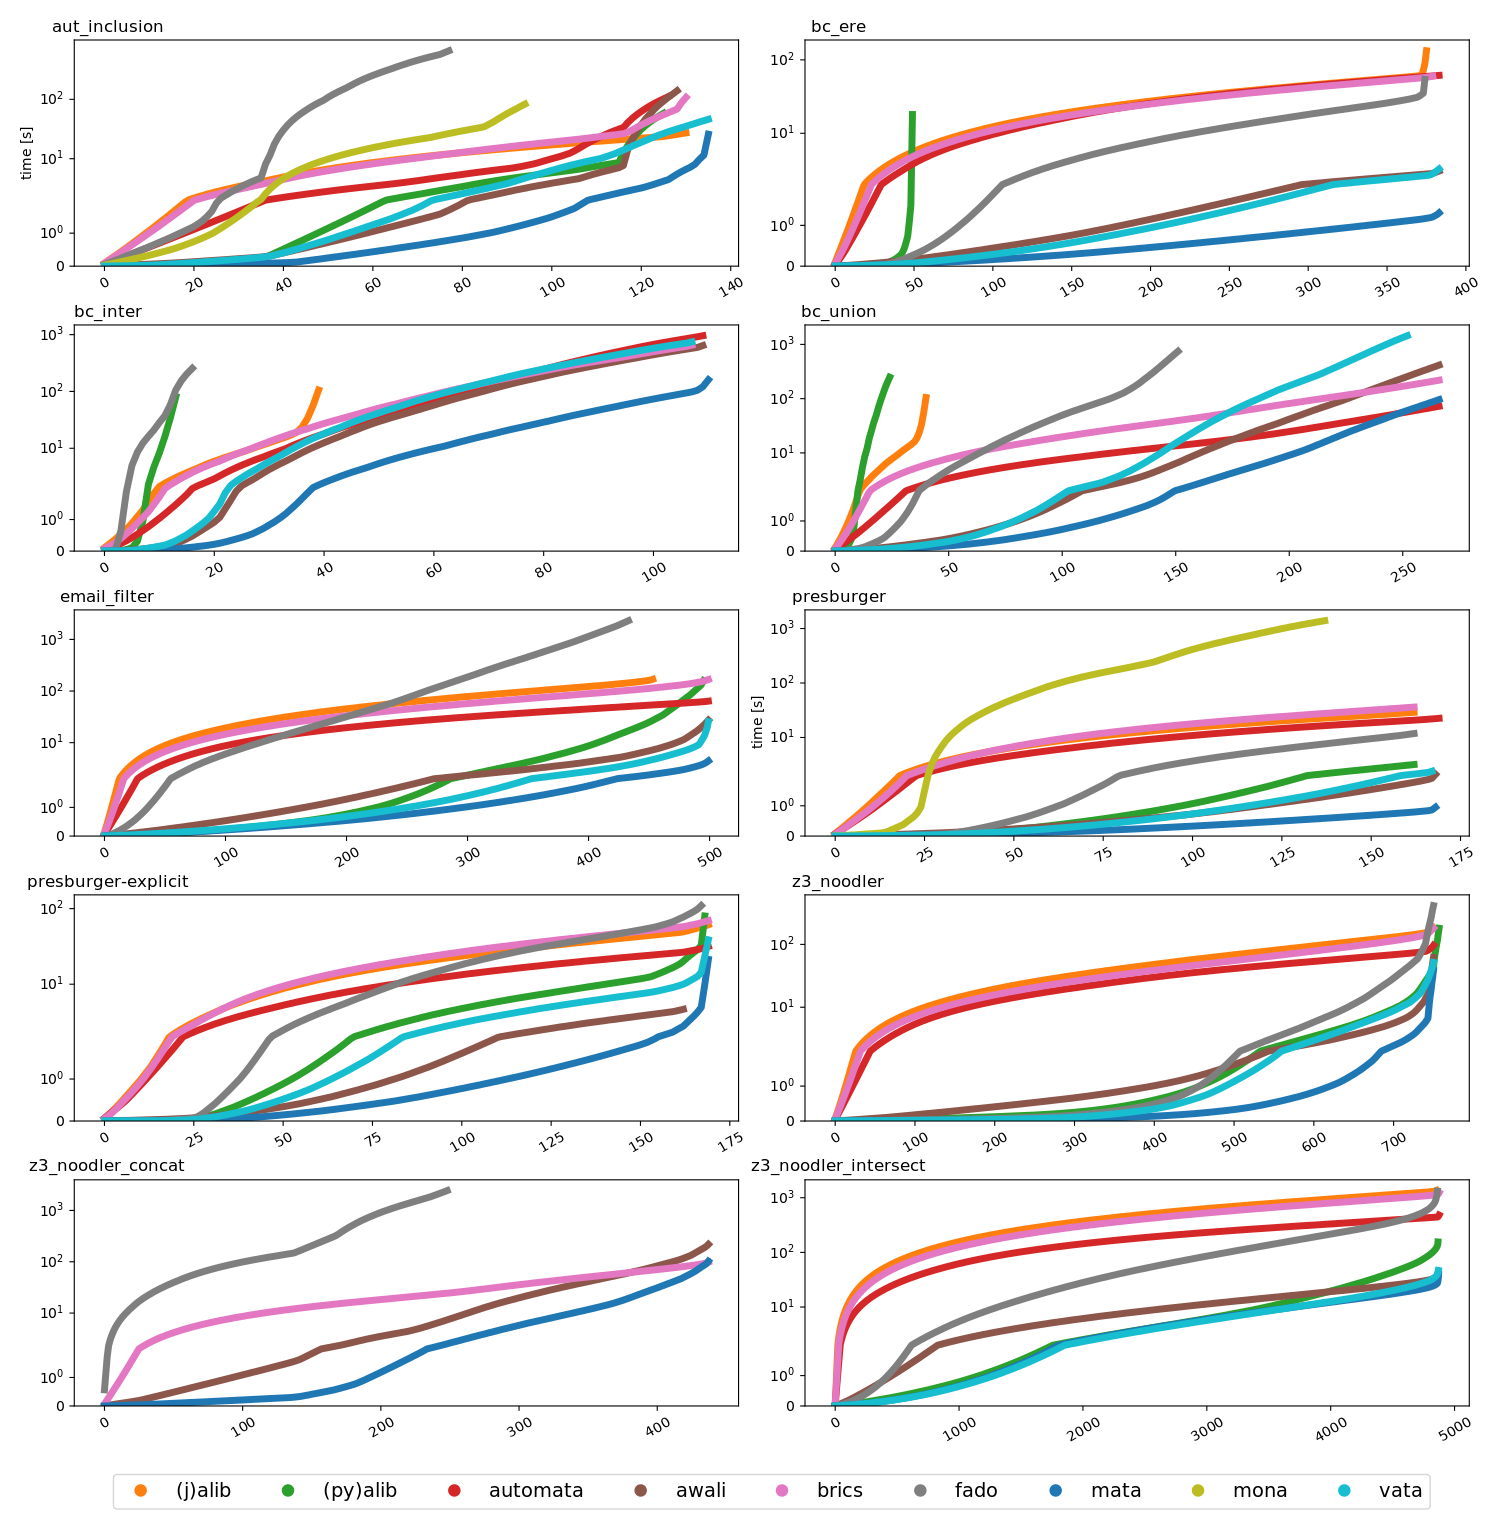 aut_inclusion
bc_ere
time [s]
10^2
10^1
10^0
0
0 20 40 60 80 100 120 140
10^2
10^1
10^0
0
0 50 100 150 200 250 300 350 400
bc_inter
bc_union
10^3
10^2
10^1
10^0
0
0 20 40 60 80 100
10^3
10^2
10^1
10^0
0
0 50 100 150 200 250
email_filter
presburger
10^3
10^2
10^1
10^0
0
0 100 200 300 400 500
time [s]
10^3
10^2
10^1
10^0
0
0 25 50 75 100 125 150 175
presburger-explicit
z3_noodler
10^2
10^1
10^0
0
0 25 50 75 100 125 150 175
10^2
10^1
10^0
0
0 100 200 300 400 500 600 700
z3_noodler_concat
z3_noodler_intersect
10^3
10^2
10^1
10^0
0
0 100 200 300 400
10^3
10^2
10^1
10^0
0
0 1000 2000 3000 4000 5000
(j)alib (py)alib automata awali brics fado mata mona vata